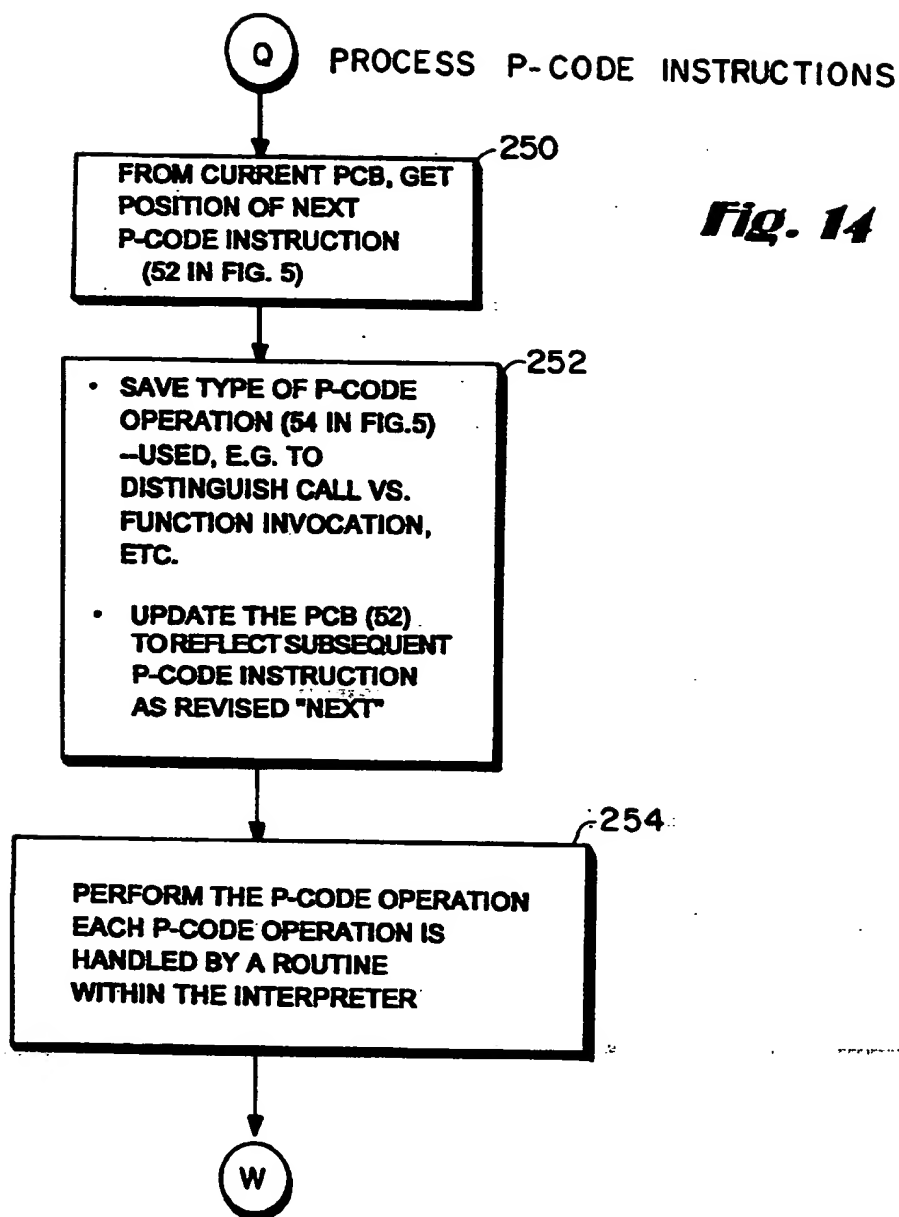 Q PROCESS P-CODE INSTRUCTIONS
250
FROM CURRENT PCB, GET
POSITION OF NEXT
P-CODE INSTRUCTION
(52 IN FIG. 5)
Fig. 14
252
• SAVE TYPE OF P-CODE
OPERATION (54 IN FIG.5)
--USED, E.G. TO
DISTINGUISH CALL VS.
FUNCTION INVOCATION,
ETC.
• UPDATE THE PCB (52)
TO REFLECT SUBSEQUENT
P-CODE INSTRUCTION
AS REVISED "NEXT"
254
PERFORM THE P-CODE OPERATION
EACH P-CODE OPERATION IS
HANDLED BY A ROUTINE
WITHIN THE INTERPRETER
W